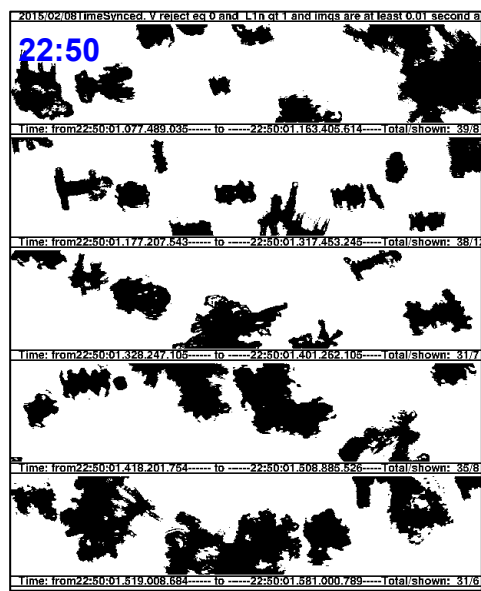 2015/02/08TimeSynced. V reject eq 0 and L1n gt 1 and imgs are at least 0.01 second a
22:50
Time: from22:50:01.077.489.035------ to ------22:50:01.163.405.614----Total/shown: 39/8
Time: from22:50:01.177.207.543------ to ------22:50:01.317.453.245----Total/shown: 38/1
Time: from22:50:01.328.247.105------ to ------22:50:01.401.262.105----Total/shown: 31/7
Time: from22:50:01.418.201.754------ to ------22:50:01.508.885.526----Total/shown: 35/8
Time: from22:50:01.519.008.684------ to ------22:50:01.581.000.789----Total/shown: 31/6